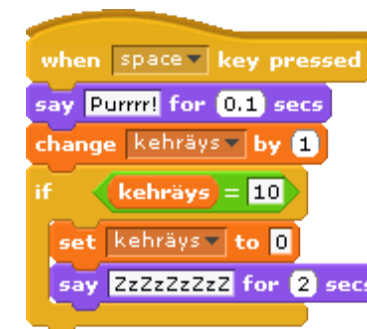 when space key pressed
say Purrrr! for 0.1 secs
change kehräys by 1
if kehräys = 10
set kehräys to 0
say ZzZzZzZzZ for 2 secs